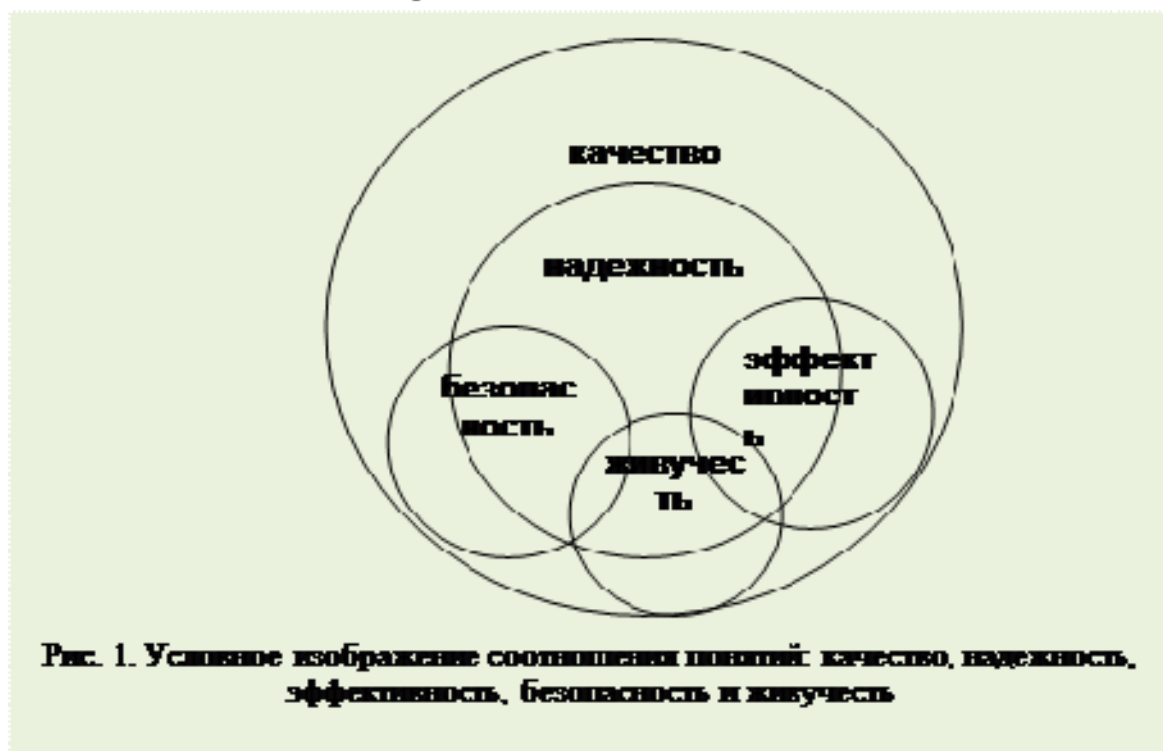 качество
надежность
безопас
ность
эффект
ивност
ь
живучес
ть
Рис. 1. Условное изображение соотношения понятий: качество, надежность,
эффективность, безопасность и живучесть